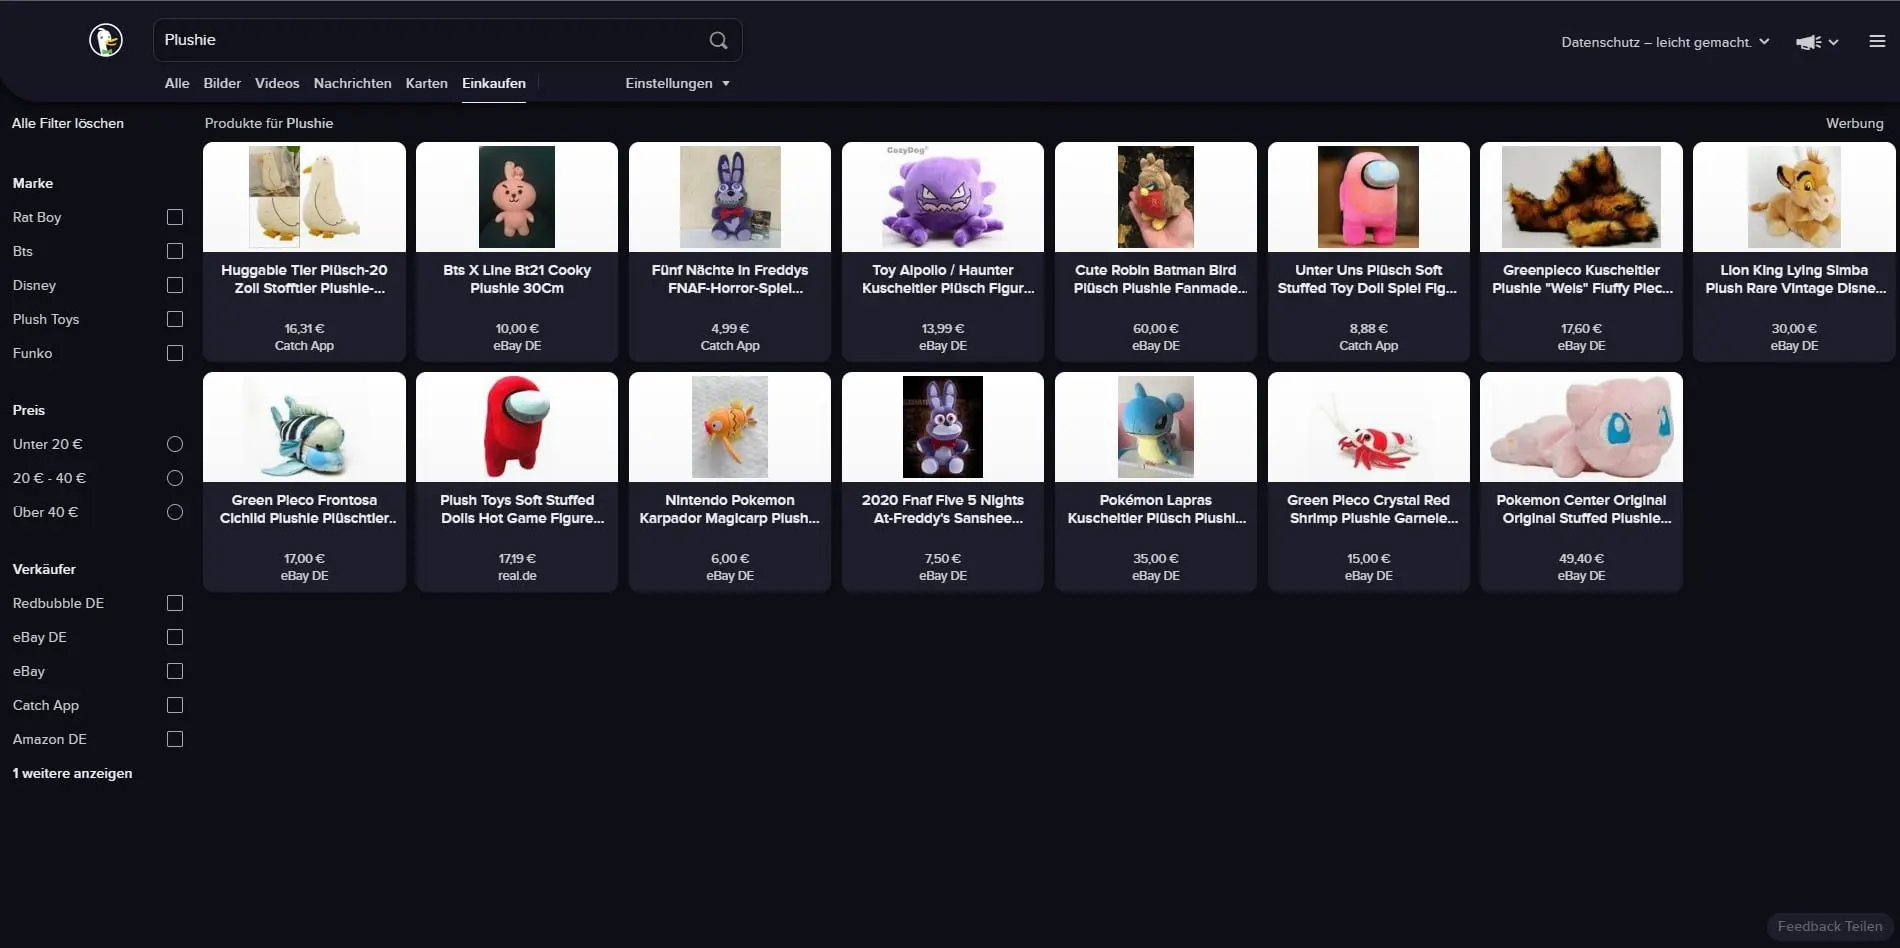 Plushie
Datenschutz – leicht gemacht.
Alle Bilder Videos Nachrichten Karten Einkaufen Einstellungen
Alle Filter löschen
Produkte für Plushie
Werbung
Marke
Rat Boy
Bts
Disney
Plush Toys
Funko
Preis
Unter 20 €
20 € - 40 €
Über 40 €
Verkäufer
Redbubble DE
eBay DE
eBay
Catch App
Amazon DE
1 weitere anzeigen
Huggable Tier Plüsch-20
Zoll Stofftier Plushie-...
16,31 €
Catch App
Bts X Line Bt21 Cooky
Plushie 30Cm
10,00 €
eBay DE
Fünf Nächte In Freddys
FNAF-Horror-Spiel...
4,99 €
Catch App
CozyDog
Toy Alpollo / Haunter
Kuscheltier Plüsch Figur...
13,99 €
eBay DE
Cute Robin Batman Bird
Plüsch Plushie Fanmade...
60,00 €
eBay DE
Unter Uns Plüsch Soft
Stuffed Toy Doll Spiel Fig...
8,88 €
Catch App
Greenpleco Kuscheltier
Plushie "Wels" Fluffy Plec...
17,60 €
eBay DE
Lion King Lying Simba
Plush Rare Vintage Disne...
30,00 €
eBay DE
Green Pleco Frontosa
Cichlid Plushie Plüschtier..
17,00 €
eBay DE
Plush Toys Soft Stuffed
Dolls Hot Game Figure...
17,19 €
real.de
Nintendo Pokemon
Karpador Magicarp Plush...
6,00 €
eBay DE
2020 Fnaf Five 5 Nights
At-Freddy's Sanshee...
7,50 €
eBay DE
Pokémon Lapras
Kuscheltier Plüsch Plushi...
35,00 €
eBay DE
Green Pleco Crystal Red
Shrimp Plushie Garnele...
15,00 €
eBay DE
Pokemon Center Original
Original Stuffed Plushie...
49,40 €
eBay DE
Feedback Teilen